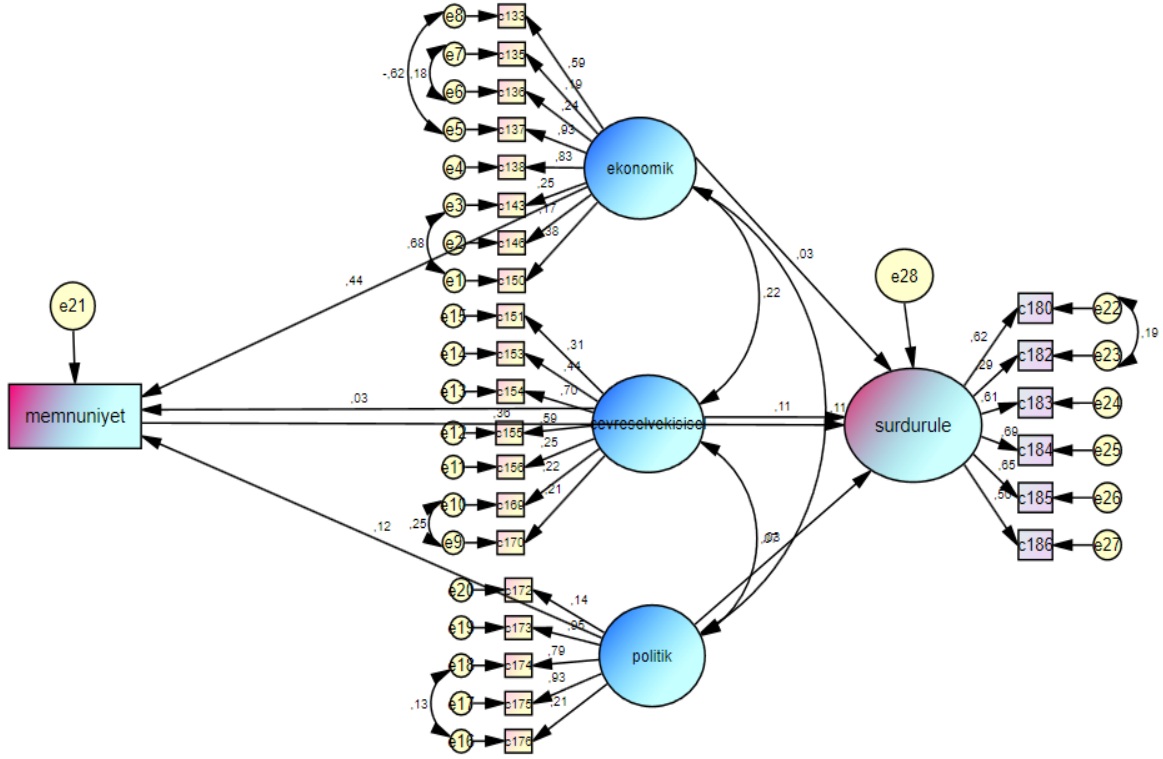 e8
c133
,59
e7
c135
,19
-,62
,18
e6
c136
,24
e5
c137
,93
e4
c138
,83
ekonomik
e3
c143
,25
,17
e2
c146
,38
,68
e1
c150
,44
,03
,22
e21
e28
e15
c151
,31
e14
c153
,44
e13
c154
,70
memnuniyet
,03
,36
e12
c155
,59
,11
,11
surdurule
e11
c156
,25
,22
e10
c169
,21
,25
e9
c170
,62
c180
e22
,29
c182
e23
,19
,61
c183
e24
,69
c184
e25
,65
c185
e26
,50
c186
e27
,12
,03
e20
c172
,14
e19
c173
,95
e18
c174
,79
politik
,93
e17
c175
,21
,13
e16
c176